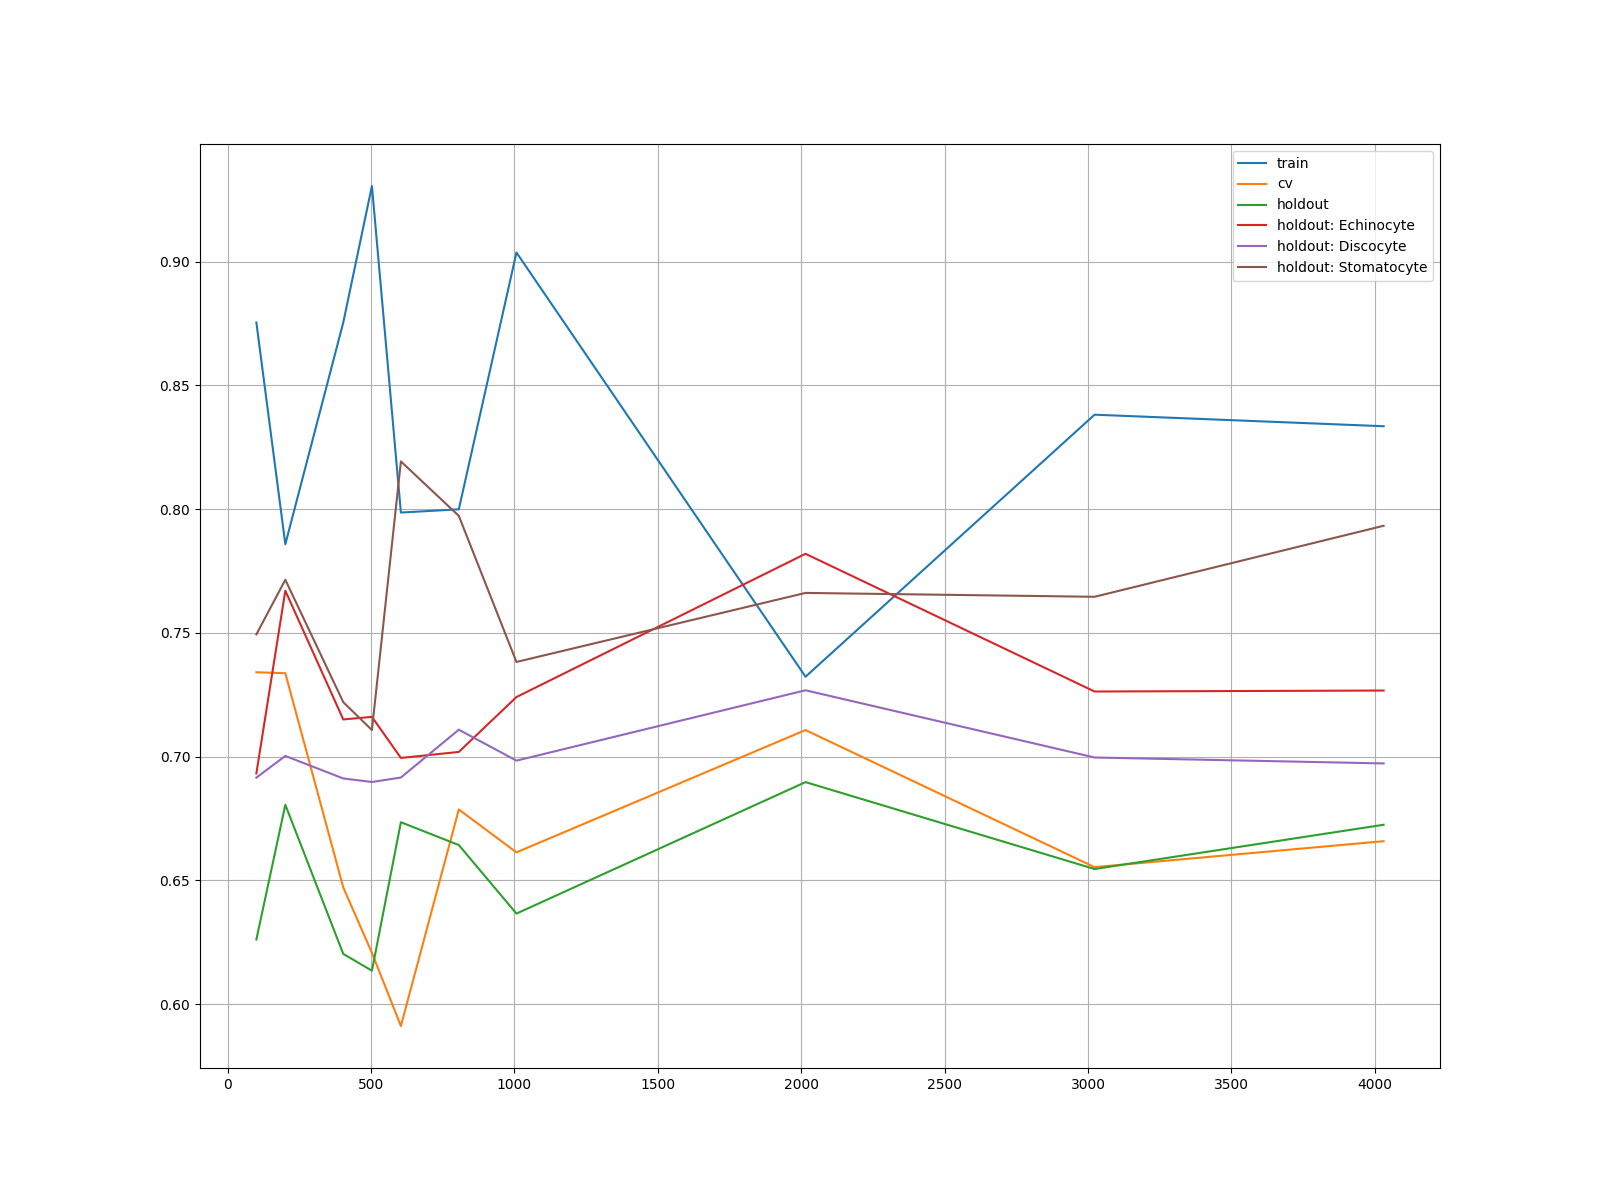 train
cv
holdout
holdout: Echinocyte
holdout: Discocyte
holdout: Stomatocyte
0.90
0.85
0.80
0.75
0.70
0.65
0.60
0 500 1000 1500 2000 2500 3000 3500 4000